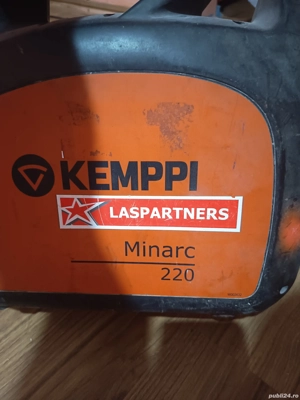 KEMPPI
LASPARTNERS
Minarc
220
publi24.ro